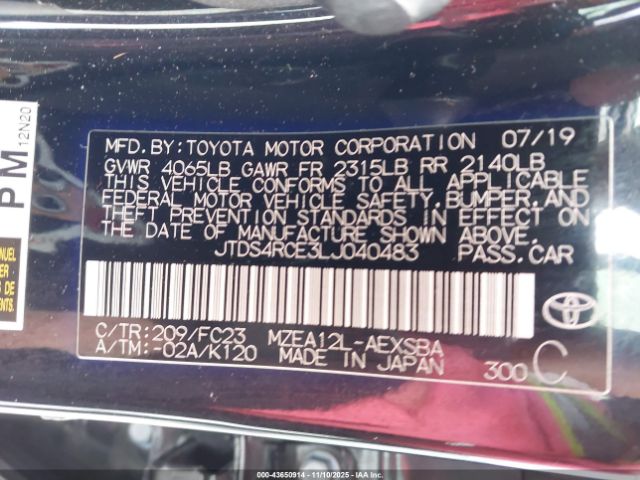 PM
12N20
MANUEL
ER
MFD. BY: TOYOTA MOTOR CORPORATION 07/19
GVWR 4065LB GAWR FR 2315LB RR 2140LB
THIS VEHICLE CONFORMS TO ALL APPLICABLE
FEDERAL MOTOR VEHICLE SAFETY, BUMPER, AND
THEFT PREVENTION STANDARDS IN EFFECT ON
THE DATE OF MANUFACTURE SHOWN ABOVE.
JTDS4RCE3LJ040483 PASS.CAR
C/TR: 209/FC23 MZEA12L-AEXSBA
A/TM: -02A/K120 MADE IN JAPAN 300 C
000-43650914 - 11/10/2025 - IAA INC.